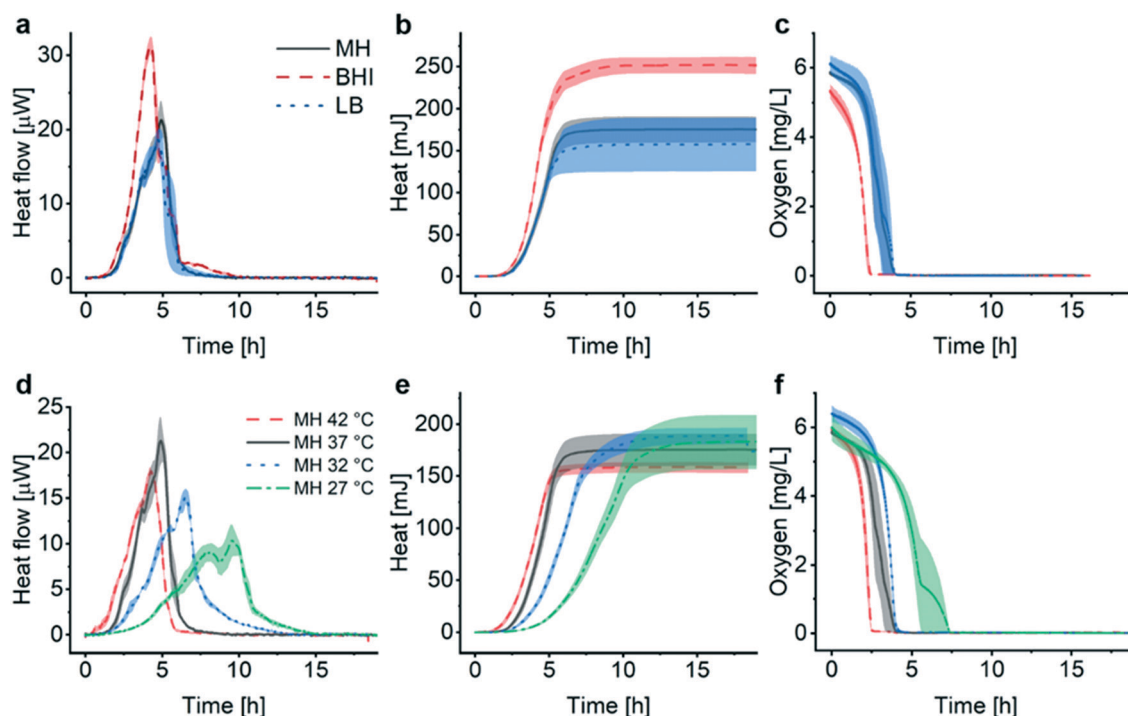 a
b
c
MH
BHI
LB
Heat flow [µW]
30
20
10
0
0 5 10 15
Time [h]
Heat [mJ]
250
200
150
100
50
0
0 5 10 15
Time [h]
Oxygen [mg/L]
6
4
2
0
0 5 10 15
Time [h]
d
e
f
MH 42 °C
MH 37 °C
MH 32 °C
MH 27 °C
Heat flow [µW]
25
20
15
10
5
0
0 5 10 15
Time [h]
Heat [mJ]
200
150
100
50
0
0 5 10 15
Time [h]
Oxygen [mg/L]
6
4
2
0
0 5 10 15
Time [h]